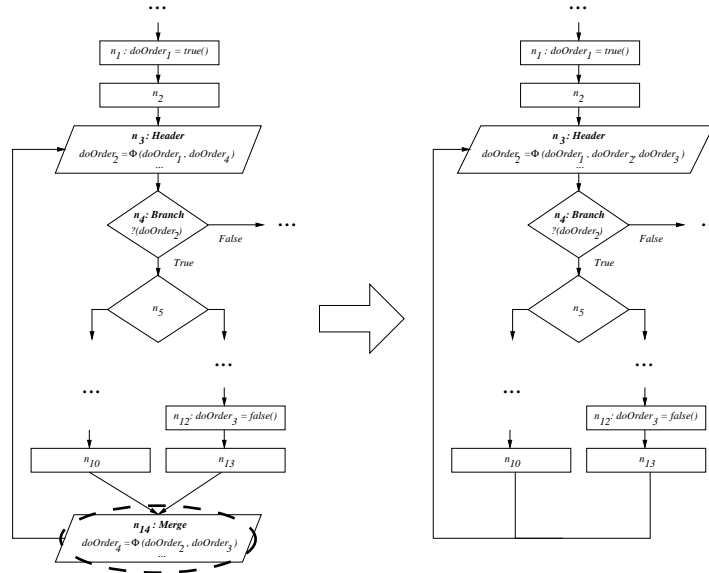 ...
n1 : doOrder1 = true()
n2
n3 : Header
doOrder2 = Φ (doOrder1 , doOrder4 )
...
n4 : Branch
?(doOrder2)
False
...
True
n5
...
...
n12 : doOrder3 = false()
n10
n13
n14 : Merge
doOrder4 = Φ (doOrder2 , doOrder3 )
...
...
n1 : doOrder1 = true()
n2
n3 : Header
doOrder2 = Φ (doOrder1 , doOrder2, doOrder3 )
...
n4 : Branch
?(doOrder2)
False
..
True
n5
...
...
n12 : doOrder3 = false()
n10
n13